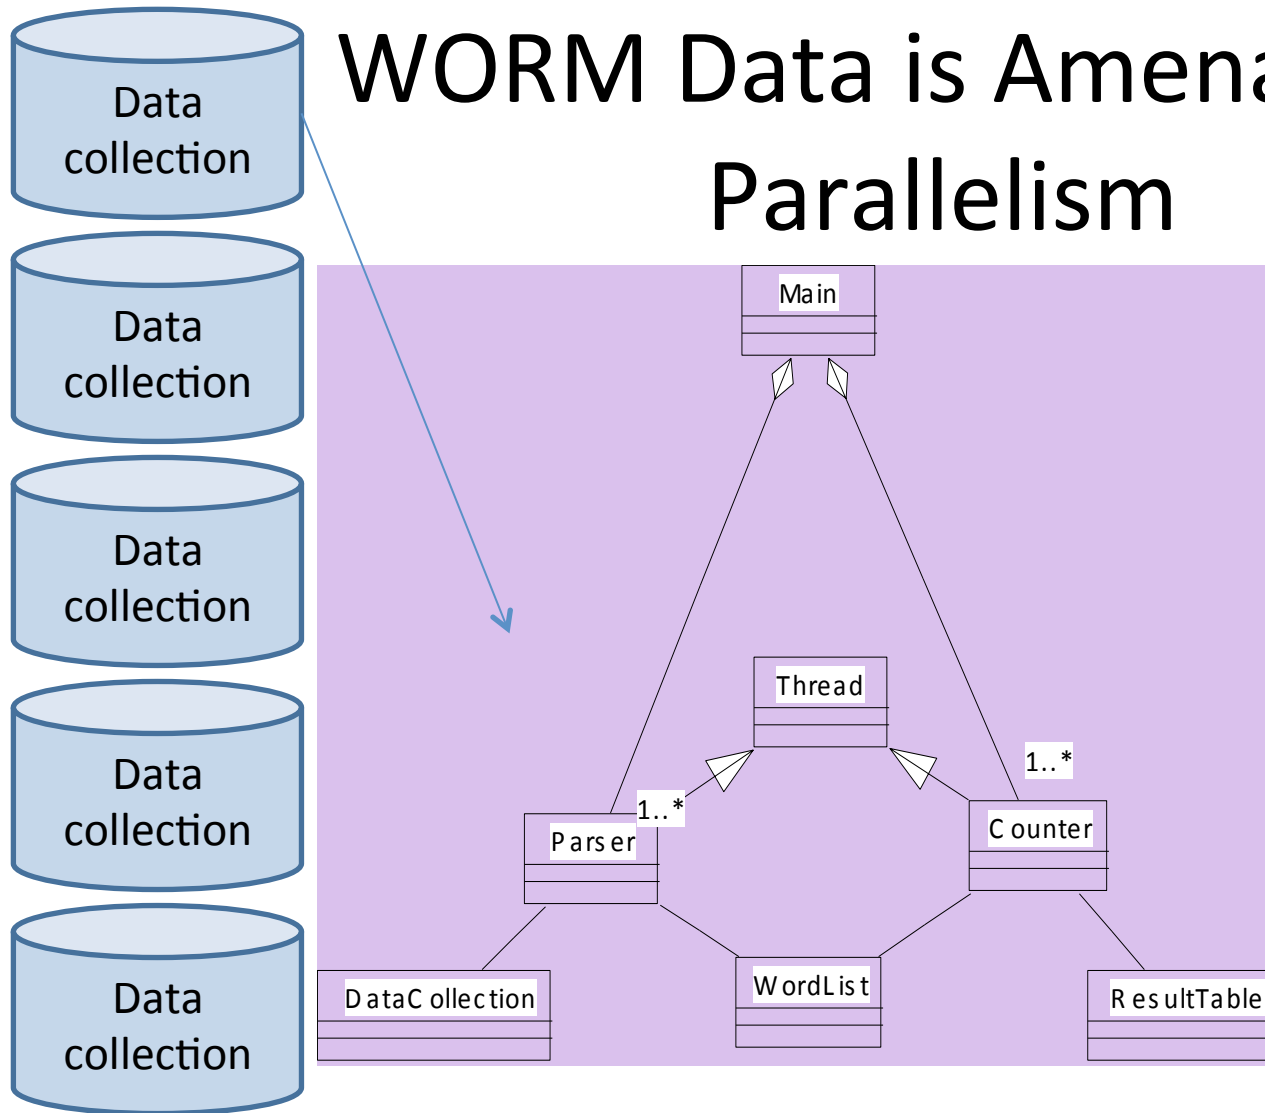 WORM Data is Amena
Parallelism
Data
collection
Data
collection
Data
collection
Data
collection
Data
collection
Main
Thread
1..*
1..*
Parser
Counter
DataCollection
WordList
ResultTable